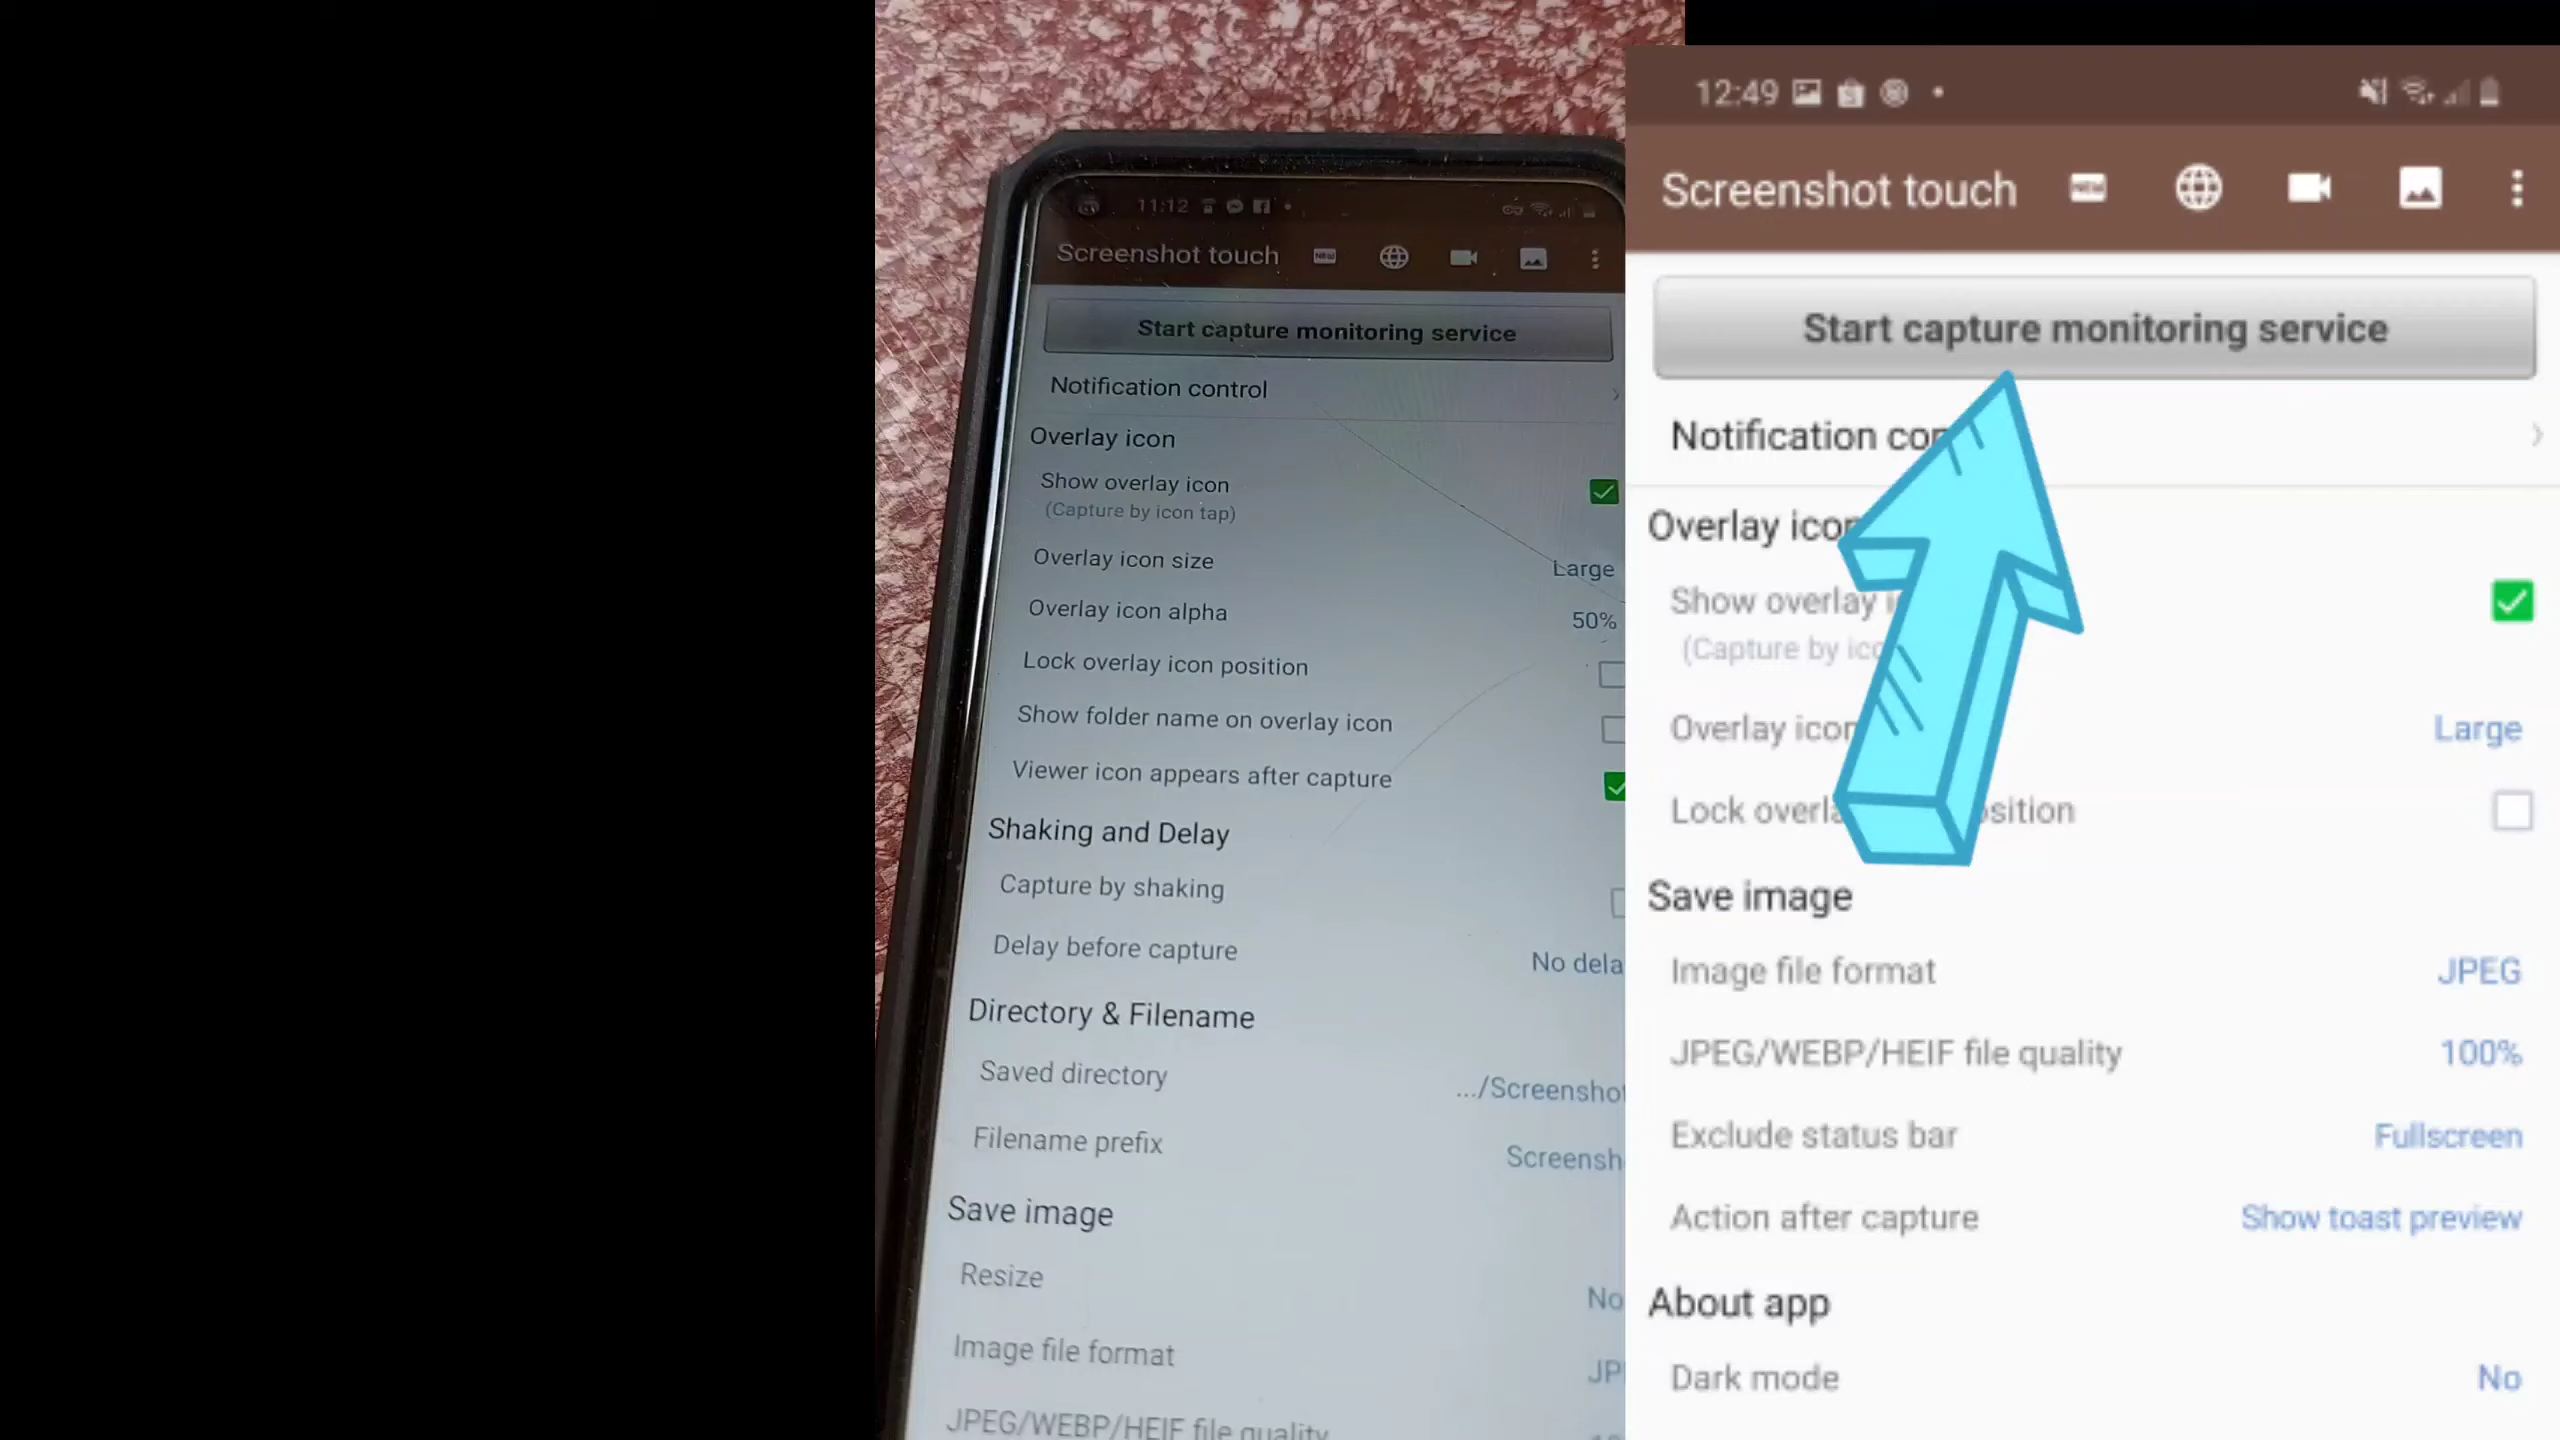 11:12
Screenshot touch
NEW
Start capture monitoring service
Notification control
Overlay icon
Show overlay icon
(Capture by icon tap)
Overlay icon size
Large
Overlay icon alpha
50%
Lock overlay icon position
Show folder name on overlay icon
Viewer icon appears after capture
Shaking and Delay
Capture by shaking
Delay before capture
No dela
Directory & Filename
Saved directory
.../Screenshot
Filename prefix
Screensh
Save image
Resize
No
Image file format
JP
JPEG/WEBP/HEIF file quality
12:49
Screenshot touch
NEW
Start capture monitoring service
Notification con
Overlay icon
Show overlay i
(Capture by ico
Overlay icon
Large
Lock overla sition
Save image
Image file format
JPEG
JPEG/WEBP/HEIF file quality
100%
Exclude status bar
Fullscreen
Action after capture
Show toast preview
About app
Dark mode
No